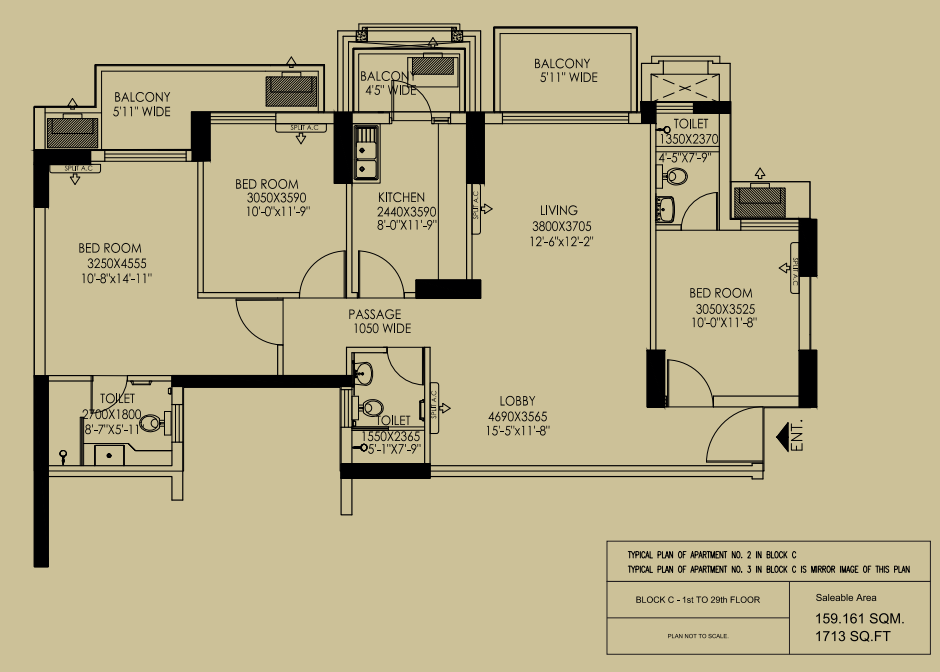 BALCONY
5'11" WIDE
BALCONY
4'5" WIDE
BALCONY
5'11" WIDE
TOILET
1350X2370
4'-5"X7'-9"
SPLIT A.C
SPLIT A.C
BED ROOM
3050X3590
10'-0"x11'-9"
KITCHEN
2440X3590
8'-0"X11'-9"
SPLIT A.C
LIVING
3800X3705
12'-6"x12'-2"
BED ROOM
3250X4555
10'-8"x14'-11"
SPLIT A.C
BED ROOM
3050X3525
10'-0"X11'-8"
PASSAGE
1050 WIDE
TOILET
2700X1800
8'-7"X5'-11
TOILET
1550X2365
5'-1"X7'-9"
SPLIT A.C
LOBBY
4690X3565
15'-5"x11'-8"
ENT.
TYPICAL PLAN OF APARTMENT NO. 2 IN BLOCK C
TYPICAL PLAN OF APARTMENT NO. 3 IN BLOCK C IS MIRROR IMAGE OF THIS PLAN
BLOCK C - 1st TO 29th FLOOR
PLAN NOT TO SCALE.
Saleable Area
159.161 SQM.
1713 SQ.FT